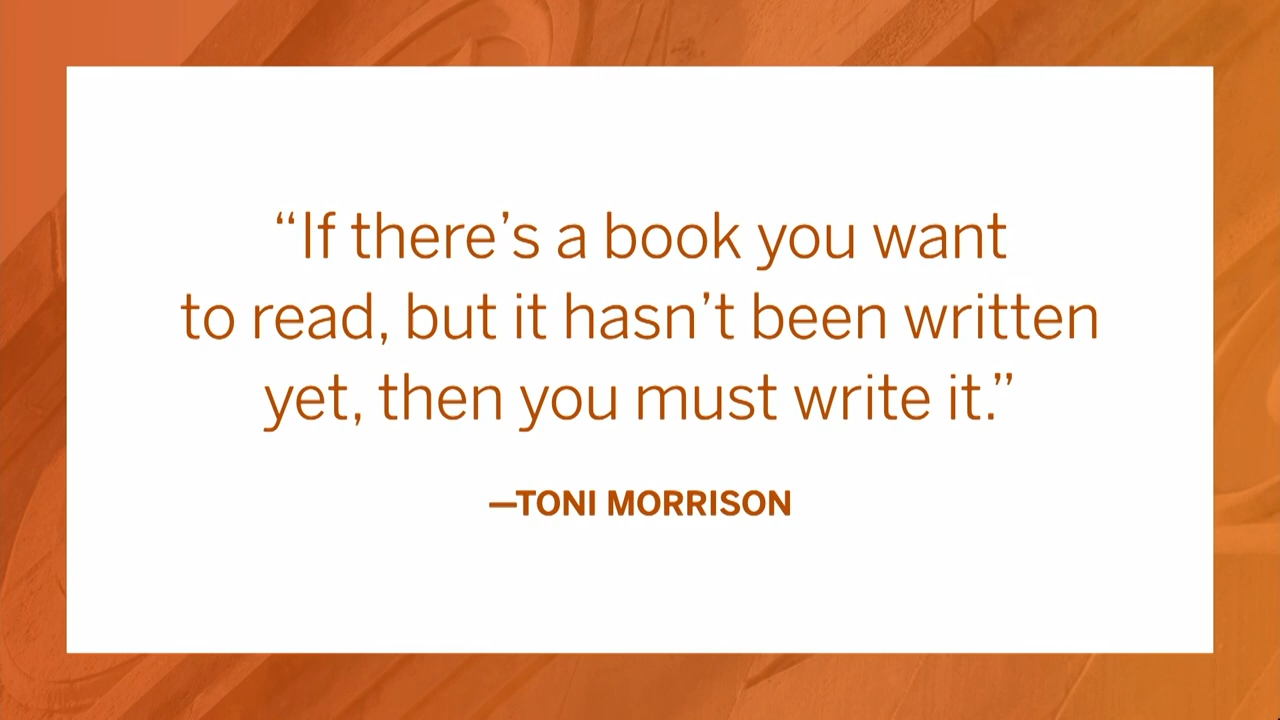 “If there’s a book you want
to read, but it hasn’t been written
yet, then you must write it.”
—TONI MORRISON